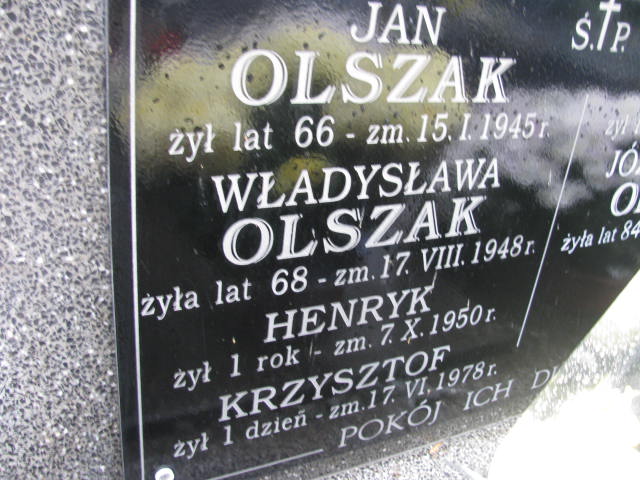 JAN
OLSZAK
żył lat 66 - zm. 15. I. 1945 r.
WŁADYSŁAWA
OLSZAK
żyła lat 68 - zm. 17. VIII. 1948 r.
HENRYK
żył 1 rok - zm. 7. X. 1950 r.
KRZYSZTOF
żył 1 dzień - zm. 17. VI. 1978 r.
POKÓJ ICH
Ś.P.
żył
żyła lat 84